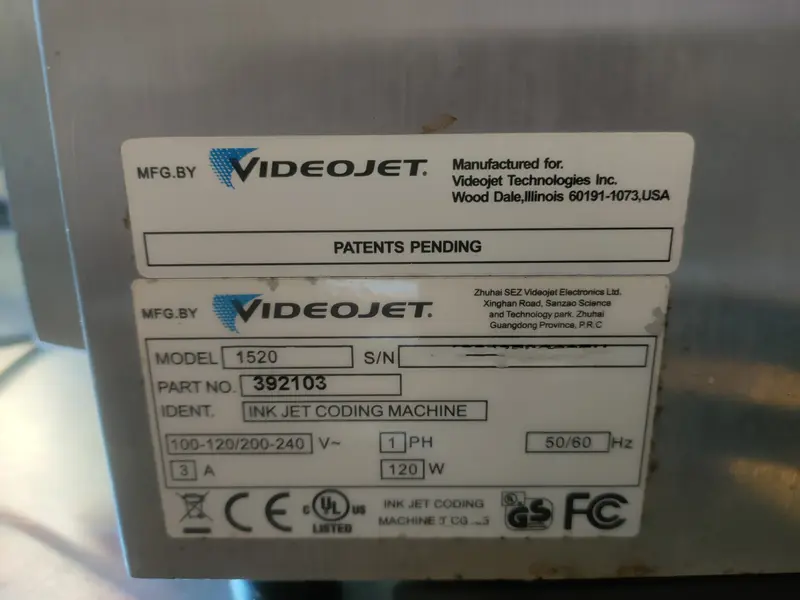 MFG.BY VIDEOJET.
Manufactured for.
Videojet Technologies Inc.
Wood Dale,Illinois 60191-1073,USA
PATENTS PENDING
MFG.BY VIDEOJET.
Zhuhai SEZ Videojet Electronics Ltd.
Xinghan Road, Sanzao Science
and Technology park. Zhuhai
Guangdong Province, P.R.C
MODEL 1520 S/N
PART NO. 392103
IDENT. INK JET CODING MACHINE
100-120/200-240 V~ 1 PH 50/60 Hz
3 A 120 W
CE c UL US LISTED
INK JET CODING
MACHINE
UL GS FC